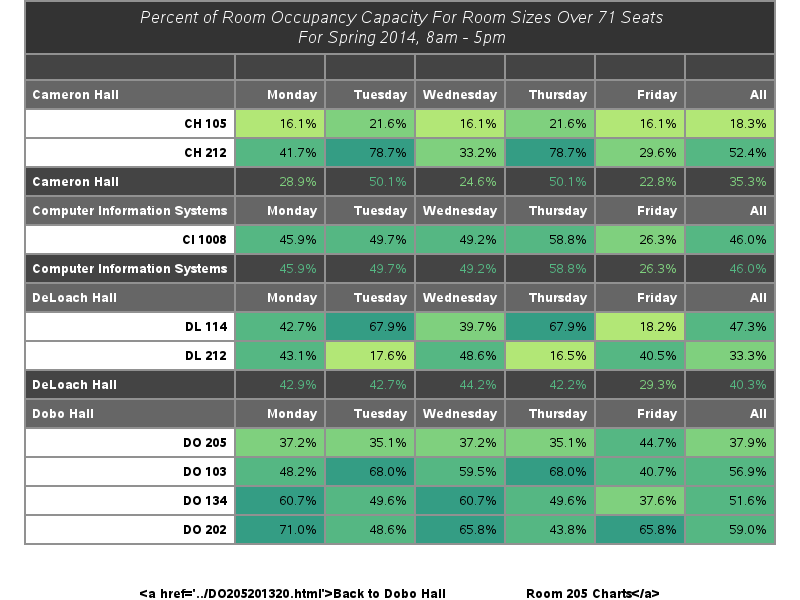 Percent of Room Occupancy Capacity For Room Sizes Over 71 Seats
For Spring 2014, 8am - 5pm
Cameron Hall Monday Tuesday Wednesday Thursday Friday All
CH 105 16.1% 21.6% 16.1% 21.6% 16.1% 18.3%
CH 212 41.7% 78.7% 33.2% 78.7% 29.6% 52.4%
Cameron Hall 28.9% 50.1% 24.6% 50.1% 22.8% 35.3%
Computer Information Systems Monday Tuesday Wednesday Thursday Friday All
CI 1008 45.9% 49.7% 49.2% 58.8% 26.3% 46.0%
Computer Information Systems 45.9% 49.7% 49.2% 58.8% 26.3% 46.0%
DeLoach Hall Monday Tuesday Wednesday Thursday Friday All
DL 114 42.7% 67.9% 39.7% 67.9% 18.2% 47.3%
DL 212 43.1% 17.6% 48.6% 16.5% 40.5% 33.3%
DeLoach Hall 42.9% 42.7% 44.2% 42.2% 29.3% 40.3%
Dobo Hall Monday Tuesday Wednesday Thursday Friday All
DO 205 37.2% 35.1% 37.2% 35.1% 44.7% 37.9%
DO 103 48.2% 68.0% 59.5% 68.0% 40.7% 56.9%
DO 134 60.7% 49.6% 60.7% 49.6% 37.6% 51.6%
DO 202 71.0% 48.6% 65.8% 43.8% 65.8% 59.0%
<a href='../DO205201320.html'>Back to Dobo Hall Room 205 Charts</a>